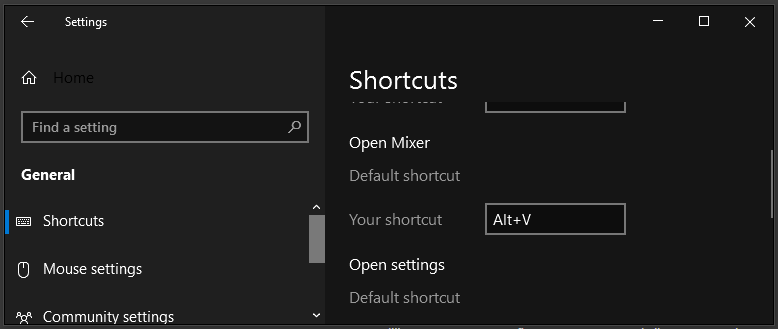 Settings
Home
Find a setting
General
Shortcuts
Mouse settings
Community settings
Shortcuts
Your shortcut
Open Mixer
Default shortcut
Your shortcut
Alt+V
Open settings
Default shortcut